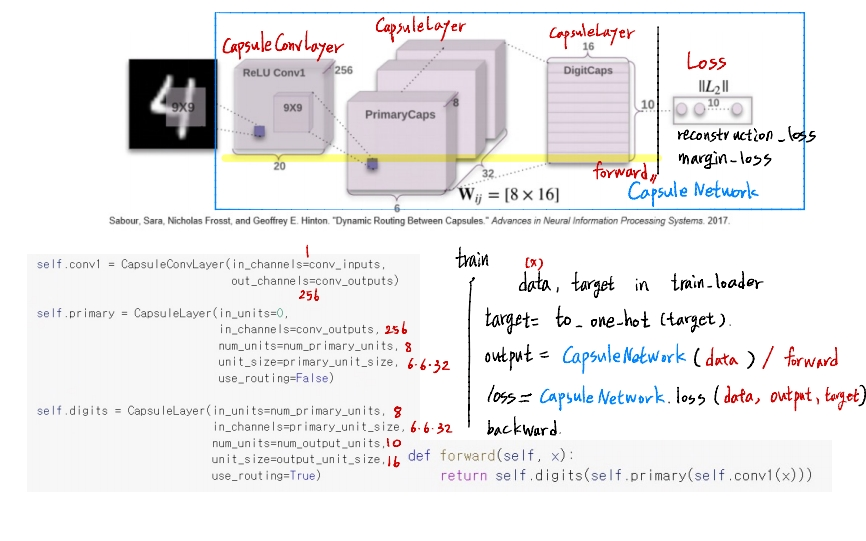 CapsuleConvLayer
CapsuleLayer
CapsuleLayer
16
ReLU Conv1
256
9X9
9X9
20
PrimaryCaps
8
32
6
DigitCaps
10
Loss
||L₂||
10
reconstruction_loss
margin_loss
forward
Capsule Network
Wij = [8 × 16]
Sabour, Sara, Nicholas Frosst, and Geoffrey E. Hinton. "Dynamic Routing Between Capsules." Advances in Neural Information Processing Systems. 2017.
1
self.conv1 = CapsuleConvLayer(in_channels=conv_inputs,
out_channels=conv_outputs)
256
self.primary = CapsuleLayer(in_units=0,
in_channels=conv_outputs, 256
num_units=num_primary_units, 8
unit_size=primary_unit_size, 6·6·32
use_routing=False)
self.digits = CapsuleLayer(in_units=num_primary_units, 8
in_channels=primary_unit_size, 6·6·32
num_units=num_output_units, 10
unit_size=output_unit_size, 16
use_routing=True)
train
(x)
data, target in train-loader
target= to_one_hot (target).
output = CapsuleNetwork (data) / forward
loss = Capsule Network. loss (data, output, target)
backward.
def forward(self, x):
return self.digits(self.primary(self.conv1(x)))